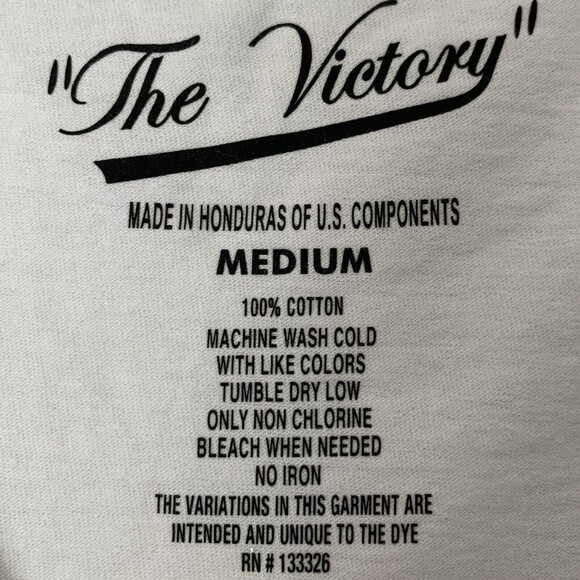 "The Victory"
MADE IN HONDURAS OF U.S. COMPONENTS
MEDIUM
100% COTTON
MACHINE WASH COLD
WITH LIKE COLORS
TUMBLE DRY LOW
ONLY NON CHLORINE
BLEACH WHEN NEEDED
NO IRON
THE VARIATIONS IN THIS GARMENT ARE
INTENDED AND UNIQUE TO THE DYE
RN # 133326